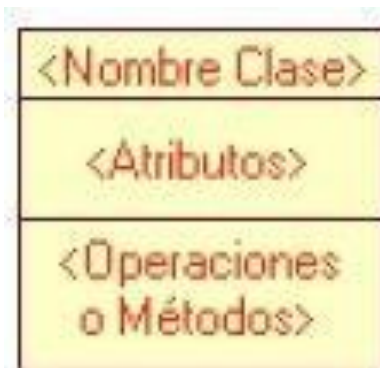 <Nombre Clase>
<Atributos>
<Operaciones
o Métodos>